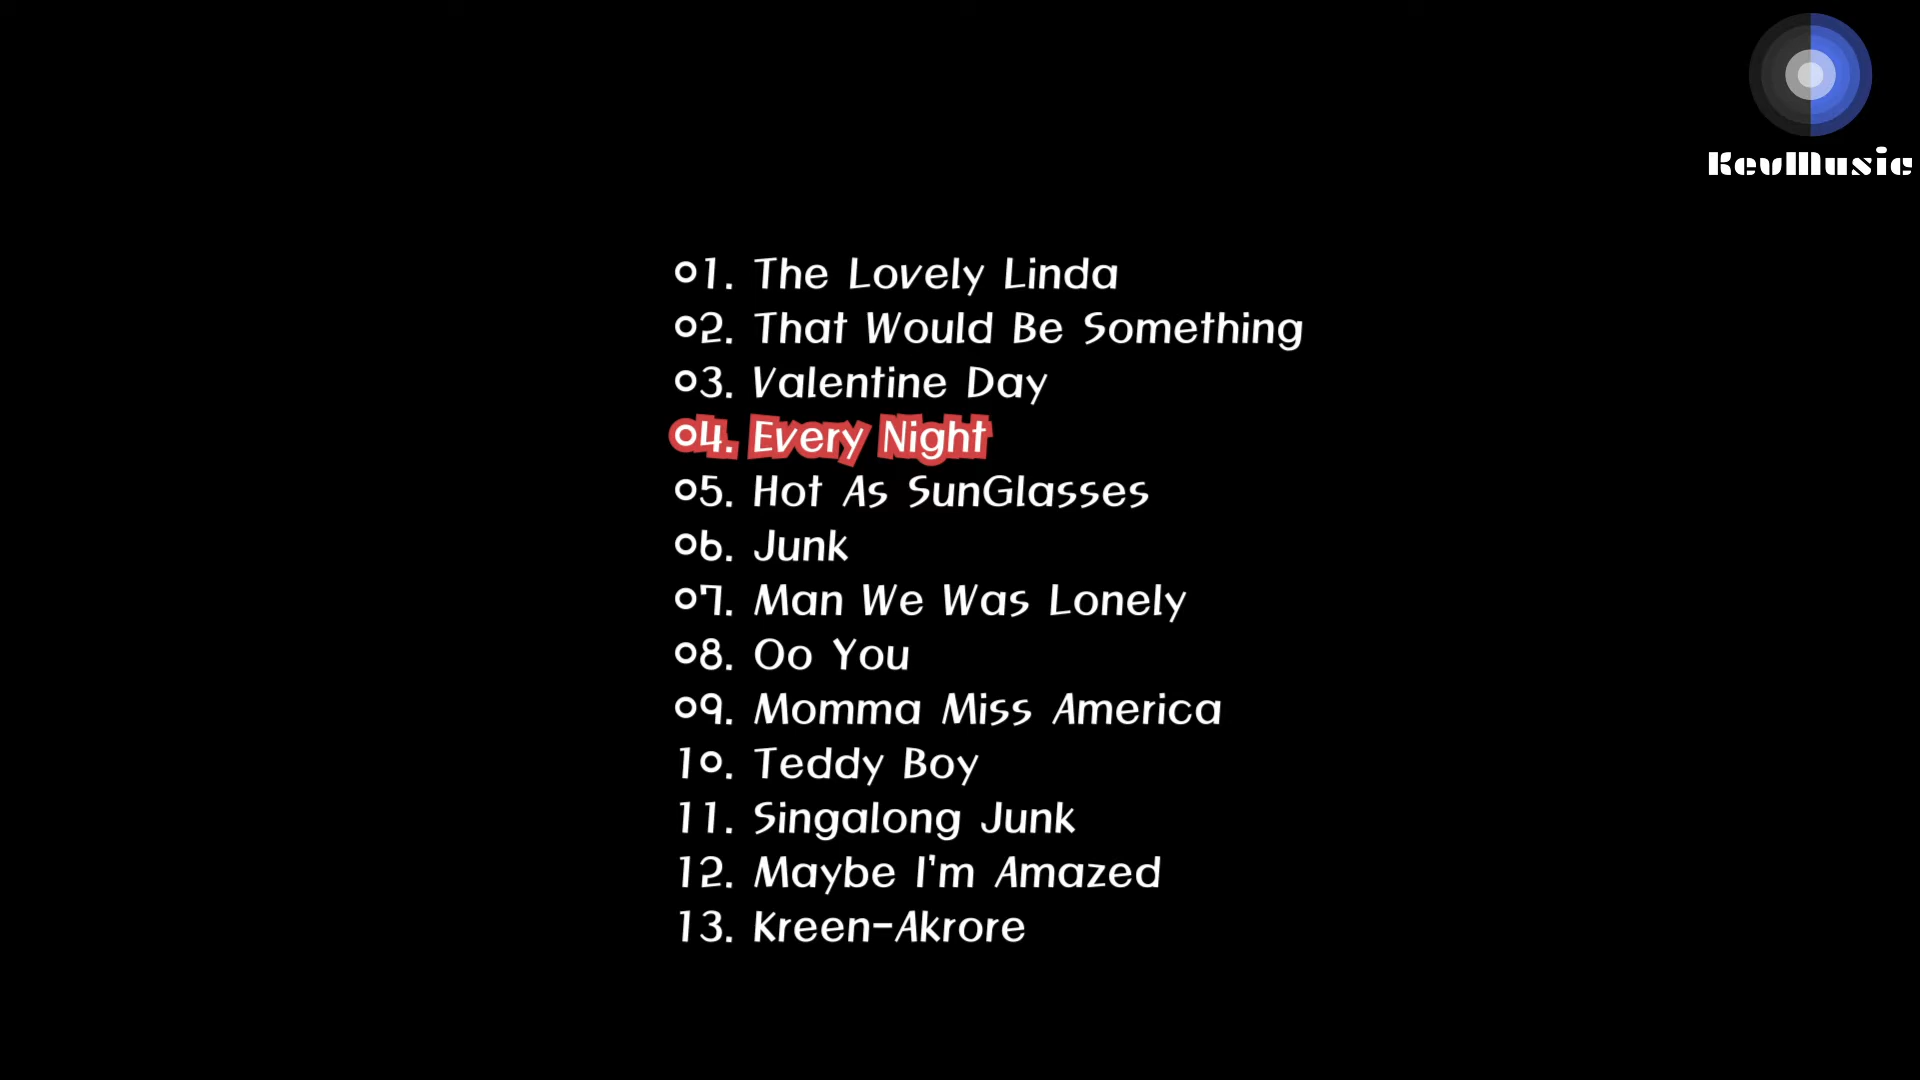 KevMusic
01. The Lovely Linda
02. That Would Be Something
03. Valentine Day
04. Every Night
05. Hot As SunGlasses
06. Junk
07. Man We Was Lonely
08. Oo You
09. Momma Miss America
10. Teddy Boy
11. Singalong Junk
12. Maybe I'm Amazed
13. Kreen-Akrore